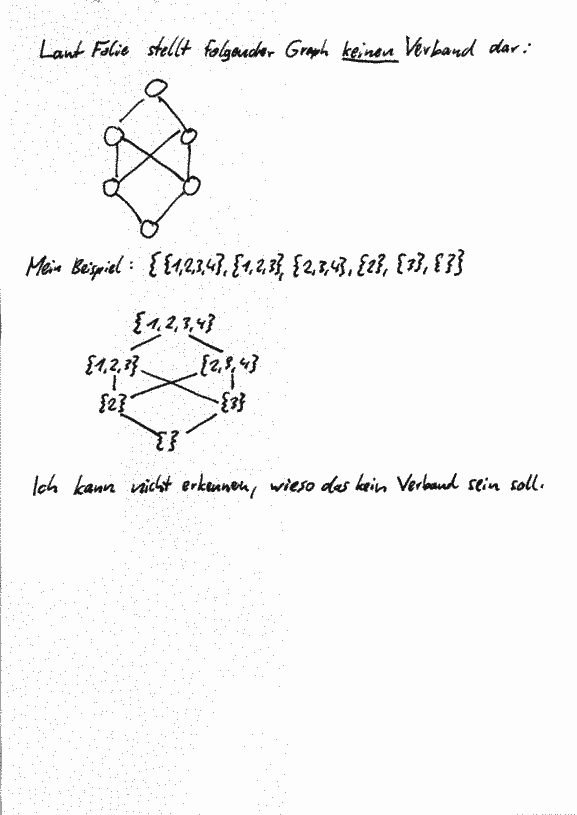 Laut Folie stellt folgender Graph keinen Verband dar:
Mein Beispiel: { {1,2,3,4}, {1,2,3}, {2,3,4}, {2}, {3}, {} }
{1,2,3,4}
{1,2,3} {2,3,4}
{2} {3}
{}
Ich kann nicht erkennen, wieso das kein Verband sein soll.